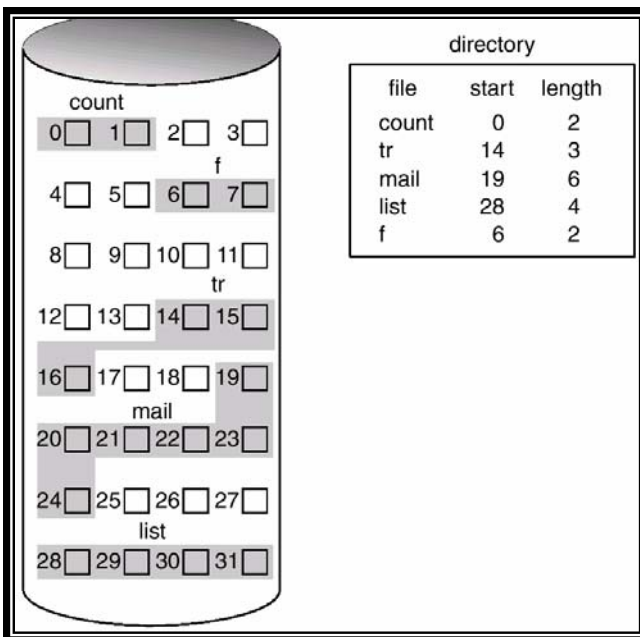 count
0 1 2 3
f
4 5 6 7
8 9 10 11
tr
12 13 14 15
16 17 18 19
mail
20 21 22 23
24 25 26 27
list
28 29 30 31
directory
file start length
count 0 2
tr 14 3
mail 19 6
list 28 4
f 6 2